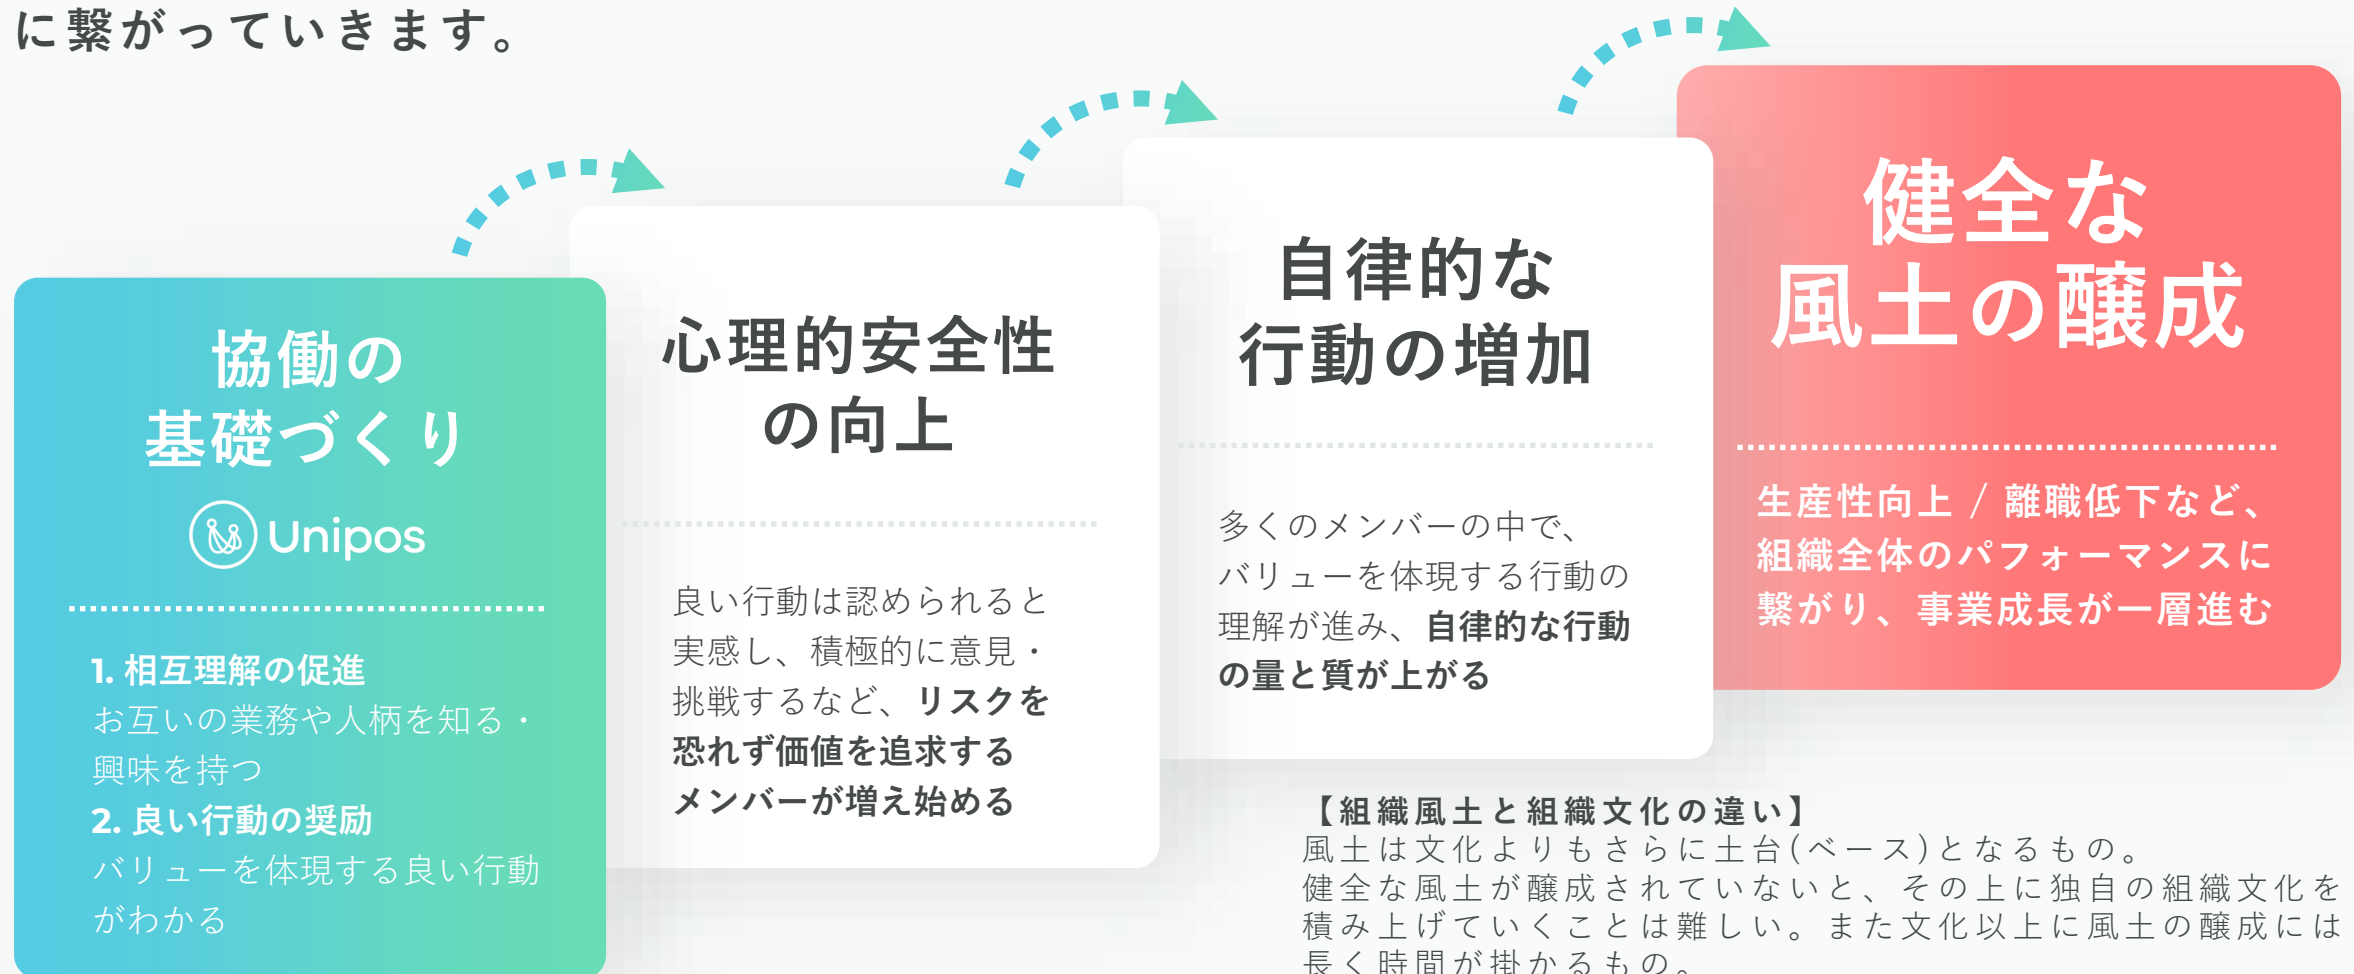 に繋がっていきます。
協働の
基礎づくり
Unipos
1. 相互理解の促進
お互いの業務や人柄を知る・
興味を持つ
2. 良い行動の奨励
バリューを体現する良い行動
がわかる
心理的安全性
の向上
良い行動は認められると
実感し、積極的に意見・
挑戦するなど、リスクを
恐れず価値を追求する
メンバーが増え始める
自律的な
行動の増加
多くのメンバーの中で、
バリューを体現する行動の
理解が進み、自律的な行動
の量と質が上がる
健全な
風土の醸成
生産性向上 / 離職低下など、
組織全体のパフォーマンスに
繋がり、事業成長が一層進む
【組織風土と組織文化の違い】
風土は文化よりもさらに土台(ベース)となるもの。
健全な風土が醸成されていないと、その上に独自の組織文化を
積み上げていくことは難しい。また文化以上に風土の醸成には
長く時間が掛かるもの。